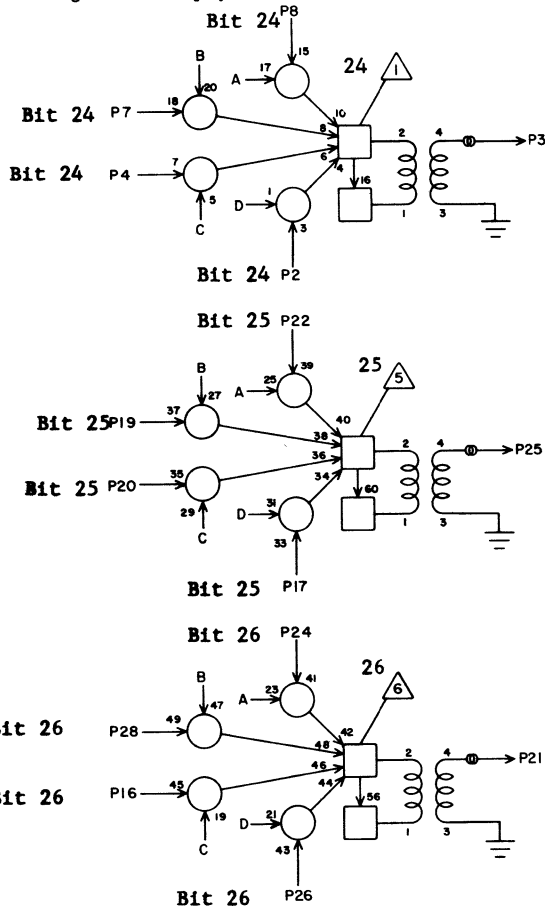 Bit 24 P8
B 15 24 1
A 17
20
Bit 24 P7 18 10 2 4 P3
8
Bit 24 P4 7 6 4 16
5 D 1 1 3
C 3
Bit 24 P2
Bit 25 P22
B 39 25 5
A 25
27
Bit 25 P19 37 40 2 4 P25
38
36
Bit 25 P20 35 34 60
29 D 31 1 3
C 33
Bit 25 P17
Bit 26 P24
B 41 26 6
A 23
47
Bit 26 P28 49 42 2 4 P21
48
46
Bit 26 P16 45 44 56
19 D 21 1 3
C 43
Bit 26 P26